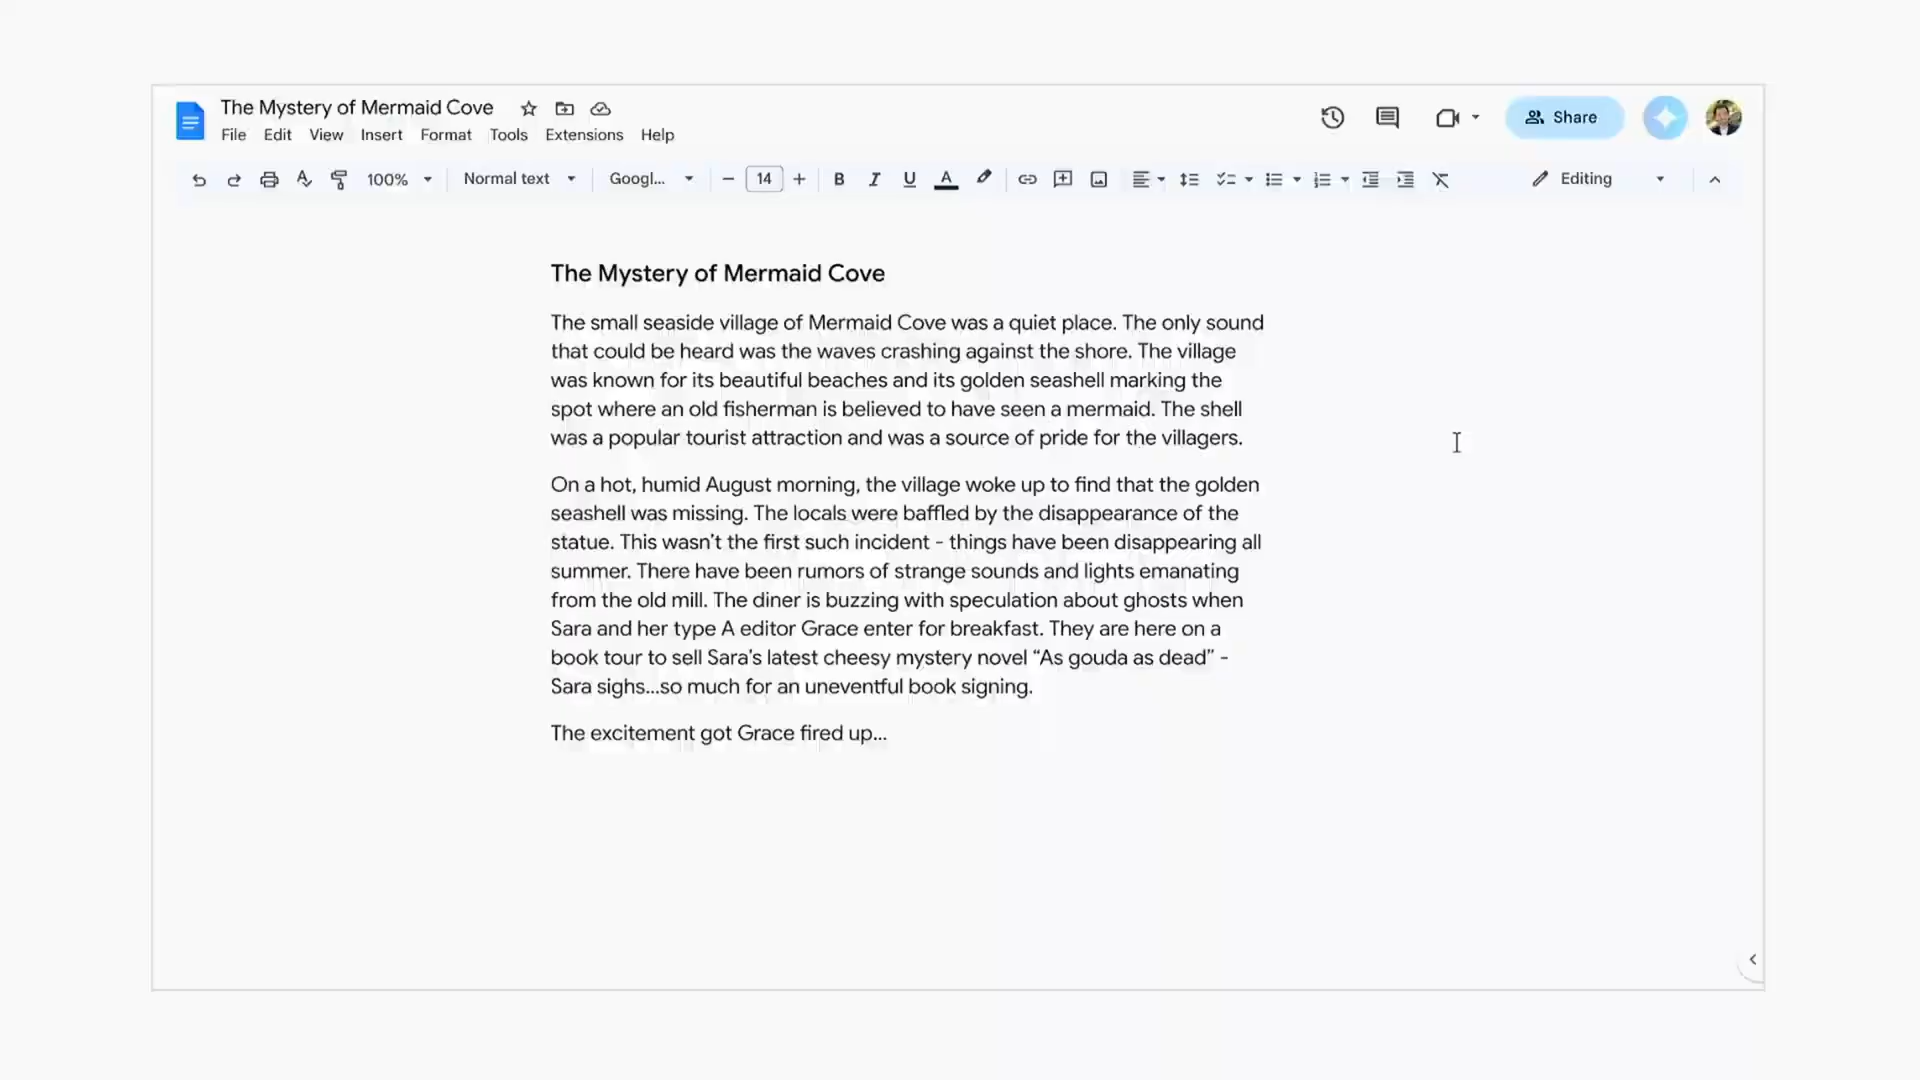 The Mystery of Mermaid Cove
File Edit View Insert Format Tools Extensions Help
Share
100% Normal text Googl... 14 B I U A Editing
The Mystery of Mermaid Cove
The small seaside village of Mermaid Cove was a quiet place. The only sound
that could be heard was the waves crashing against the shore. The village
was known for its beautiful beaches and its golden seashell marking the
spot where an old fisherman is believed to have seen a mermaid. The shell
was a popular tourist attraction and was a source of pride for the villagers.
On a hot, humid August morning, the village woke up to find that the golden
seashell was missing. The locals were baffled by the disappearance of the
statue. This wasn’t the first such incident - things have been disappearing all
summer. There have been rumors of strange sounds and lights emanating
from the old mill. The diner is buzzing with speculation about ghosts when
Sara and her type A editor Grace enter for breakfast. They are here on a
book tour to sell Sara’s latest cheesy mystery novel “As gouda as dead” -
Sara sighs...so much for an uneventful book signing.
The excitement got Grace fired up...